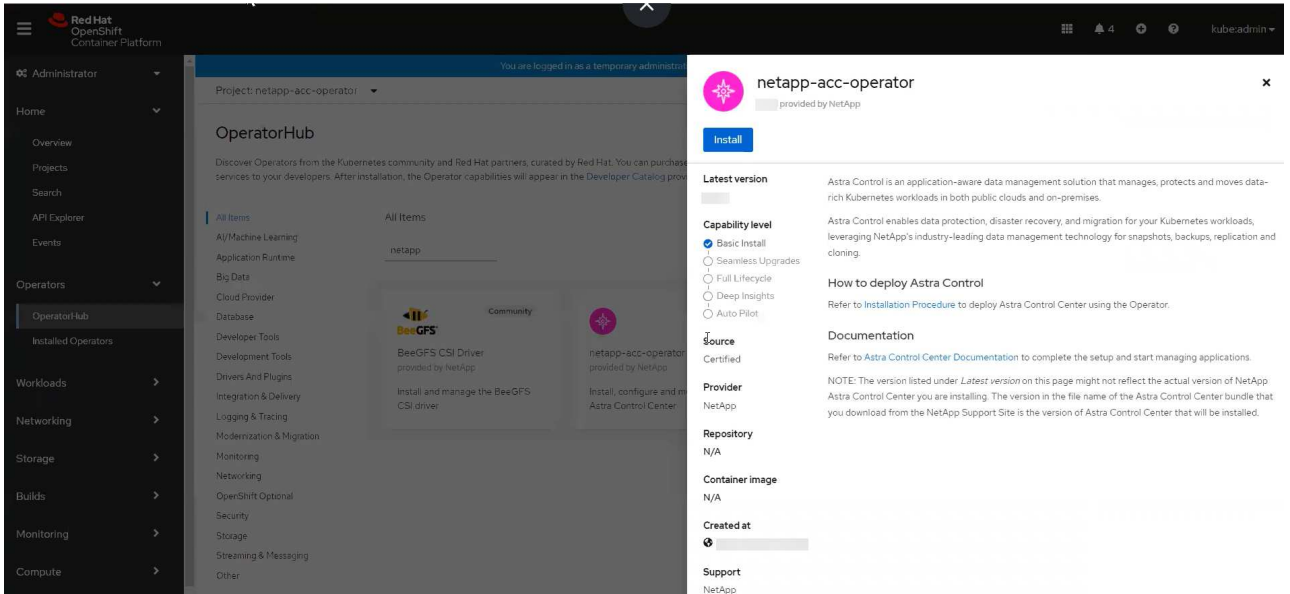 Red Hat
OpenShift
Container Platform
4
kube:admin
Administrator
Home
Overview
Projects
Search
API Explorer
Events
Operators
OperatorHub
Installed Operators
Workloads
Networking
Storage
Builds
Monitoring
Compute
You are logged in as a temporary administrat
Project: netapp-acc-operator
OperatorHub
Discover Operators from the Kubernetes community and Red Hat partners, curated by Red Hat. You can purchase
services to your developers. After installation, the Operator capabilities will appear in the Developer Catalog prov
All Items
AI/Machine Learning
Application Runtime
Big Data
Cloud Provider
Database
Developer Tools
Development Tools
Drivers And Plugins
Integration & Delivery
Logging & Tracing
Modernization & Migration
Monitoring
Networking
OpenShift Optional
Security
Storage
Streaming & Messaging
Other
All Items
netapp
BeeGFS
Community
BeeGFS CSI Driver
provided by NetApp
Install and manage the BeeGFS
CSI driver
netapp-acc-operator
provided by NetApp
Install, configure and m
Astra Control Center
netapp-acc-operator
provided by NetApp
Install
Latest version
Capability level
Basic Install
Seamless Upgrades
Full Lifecycle
Deep Insights
Auto Pilot
Source
Certified
Provider
NetApp
Repository
N/A
Container image
N/A
Created at
Support
NetApp
Astra Control is an application-aware data management solution that manages, protects and moves data-
rich Kubernetes workloads in both public clouds and on-premises.
Astra Control enables data protection, disaster recovery, and migration for your Kubernetes workloads,
leveraging NetApp's industry-leading data management technology for snapshots, backups, replication and
cloning.
How to deploy Astra Control
Refer to Installation Procedure to deploy Astra Control Center using the Operator.
Documentation
Refer to Astra Control Center Documentation to complete the setup and start managing applications.
NOTE: The version listed under Latest version on this page might not reflect the actual version of NetApp
Astra Control Center you are installing. The version in the file name of the Astra Control Center bundle that
you download from the NetApp Support Site is the version of Astra Control Center that will be installed.